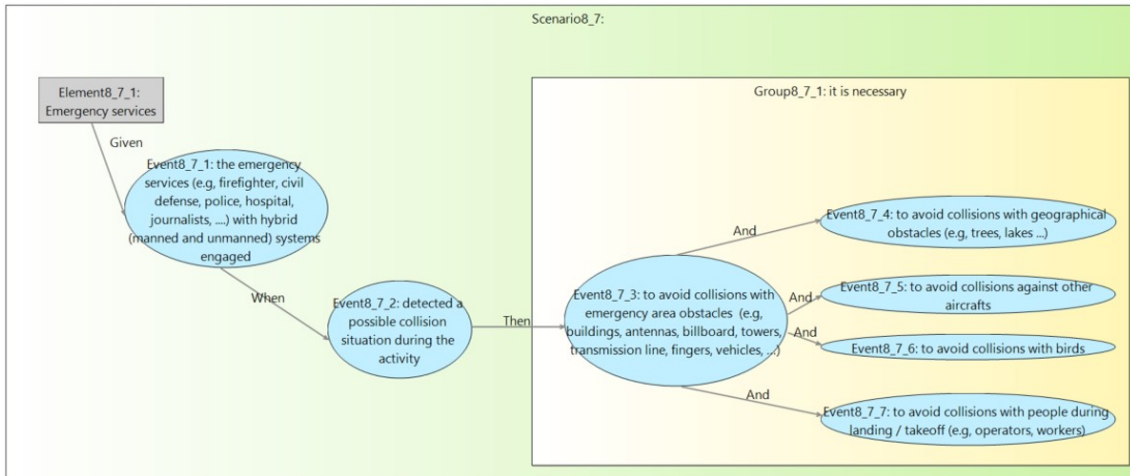 Scenario8_7:
Element8_7_1:
Emergency services
Given
Event8_7_1: the emergency
services (e.g, firefighter, civil
defense, police, hospital,
journalists, ....) with hybrid
(manned and unmanned) systems
engaged
When
Event8_7_2: detected a
possible collision
situation during the
activity
Then
Group8_7_1: it is necessary
Event8_7_3: to avoid collisions with
emergency area obstacles (e.g,
buildings, antennas, billboard, towers,
transmission line, fingers, vehicles, ...)
And
Event8_7_4: to avoid collisions with geographical
obstacles (e.g, trees, lakes ...)
And
Event8_7_5: to avoid collisions against other
aircrafts
And
Event8_7_6: to avoid collisions with birds
And
Event8_7_7: to avoid collisions with people during
landing / takeoff (e.g, operators, workers)